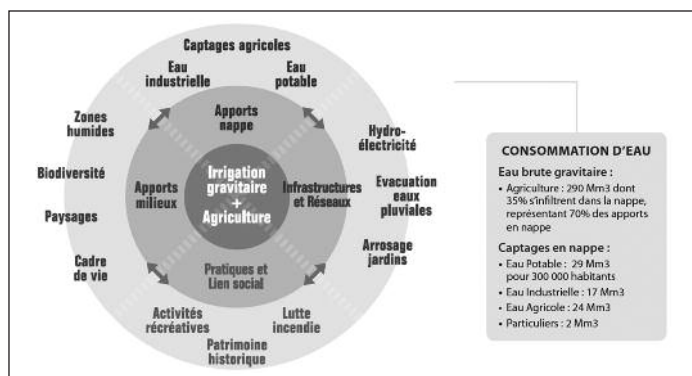 Captages agricoles
Eau
industrielle
Eau
potable
Zones
humides
Apports
nappe
Hydro-
électricité
Biodiversité
Apports
milieux
Irrigation
gravitaire
+
Agriculture
Infrastructures
et Réseaux
Evacuation
eaux
pluviales
Paysages
Cadre
de vie
Arrosage
jardins
Pratiques et
Lien social
Activités
récréatives
Lutte
incendie
Patrimoine
historique
CONSOMMATION D'EAU
Eau brute gravitaire :
• Agriculture : 290 Mm3 dont
35% s'infiltrent dans la nappe,
représentant 70% des apports
en nappe
Captages en nappe :
• Eau Potable : 29 Mm3
pour 300 000 habitants
• Eau Industrielle : 17 Mm3
• Eau Agricole : 24 Mm3
• Particuliers : 2 Mm3